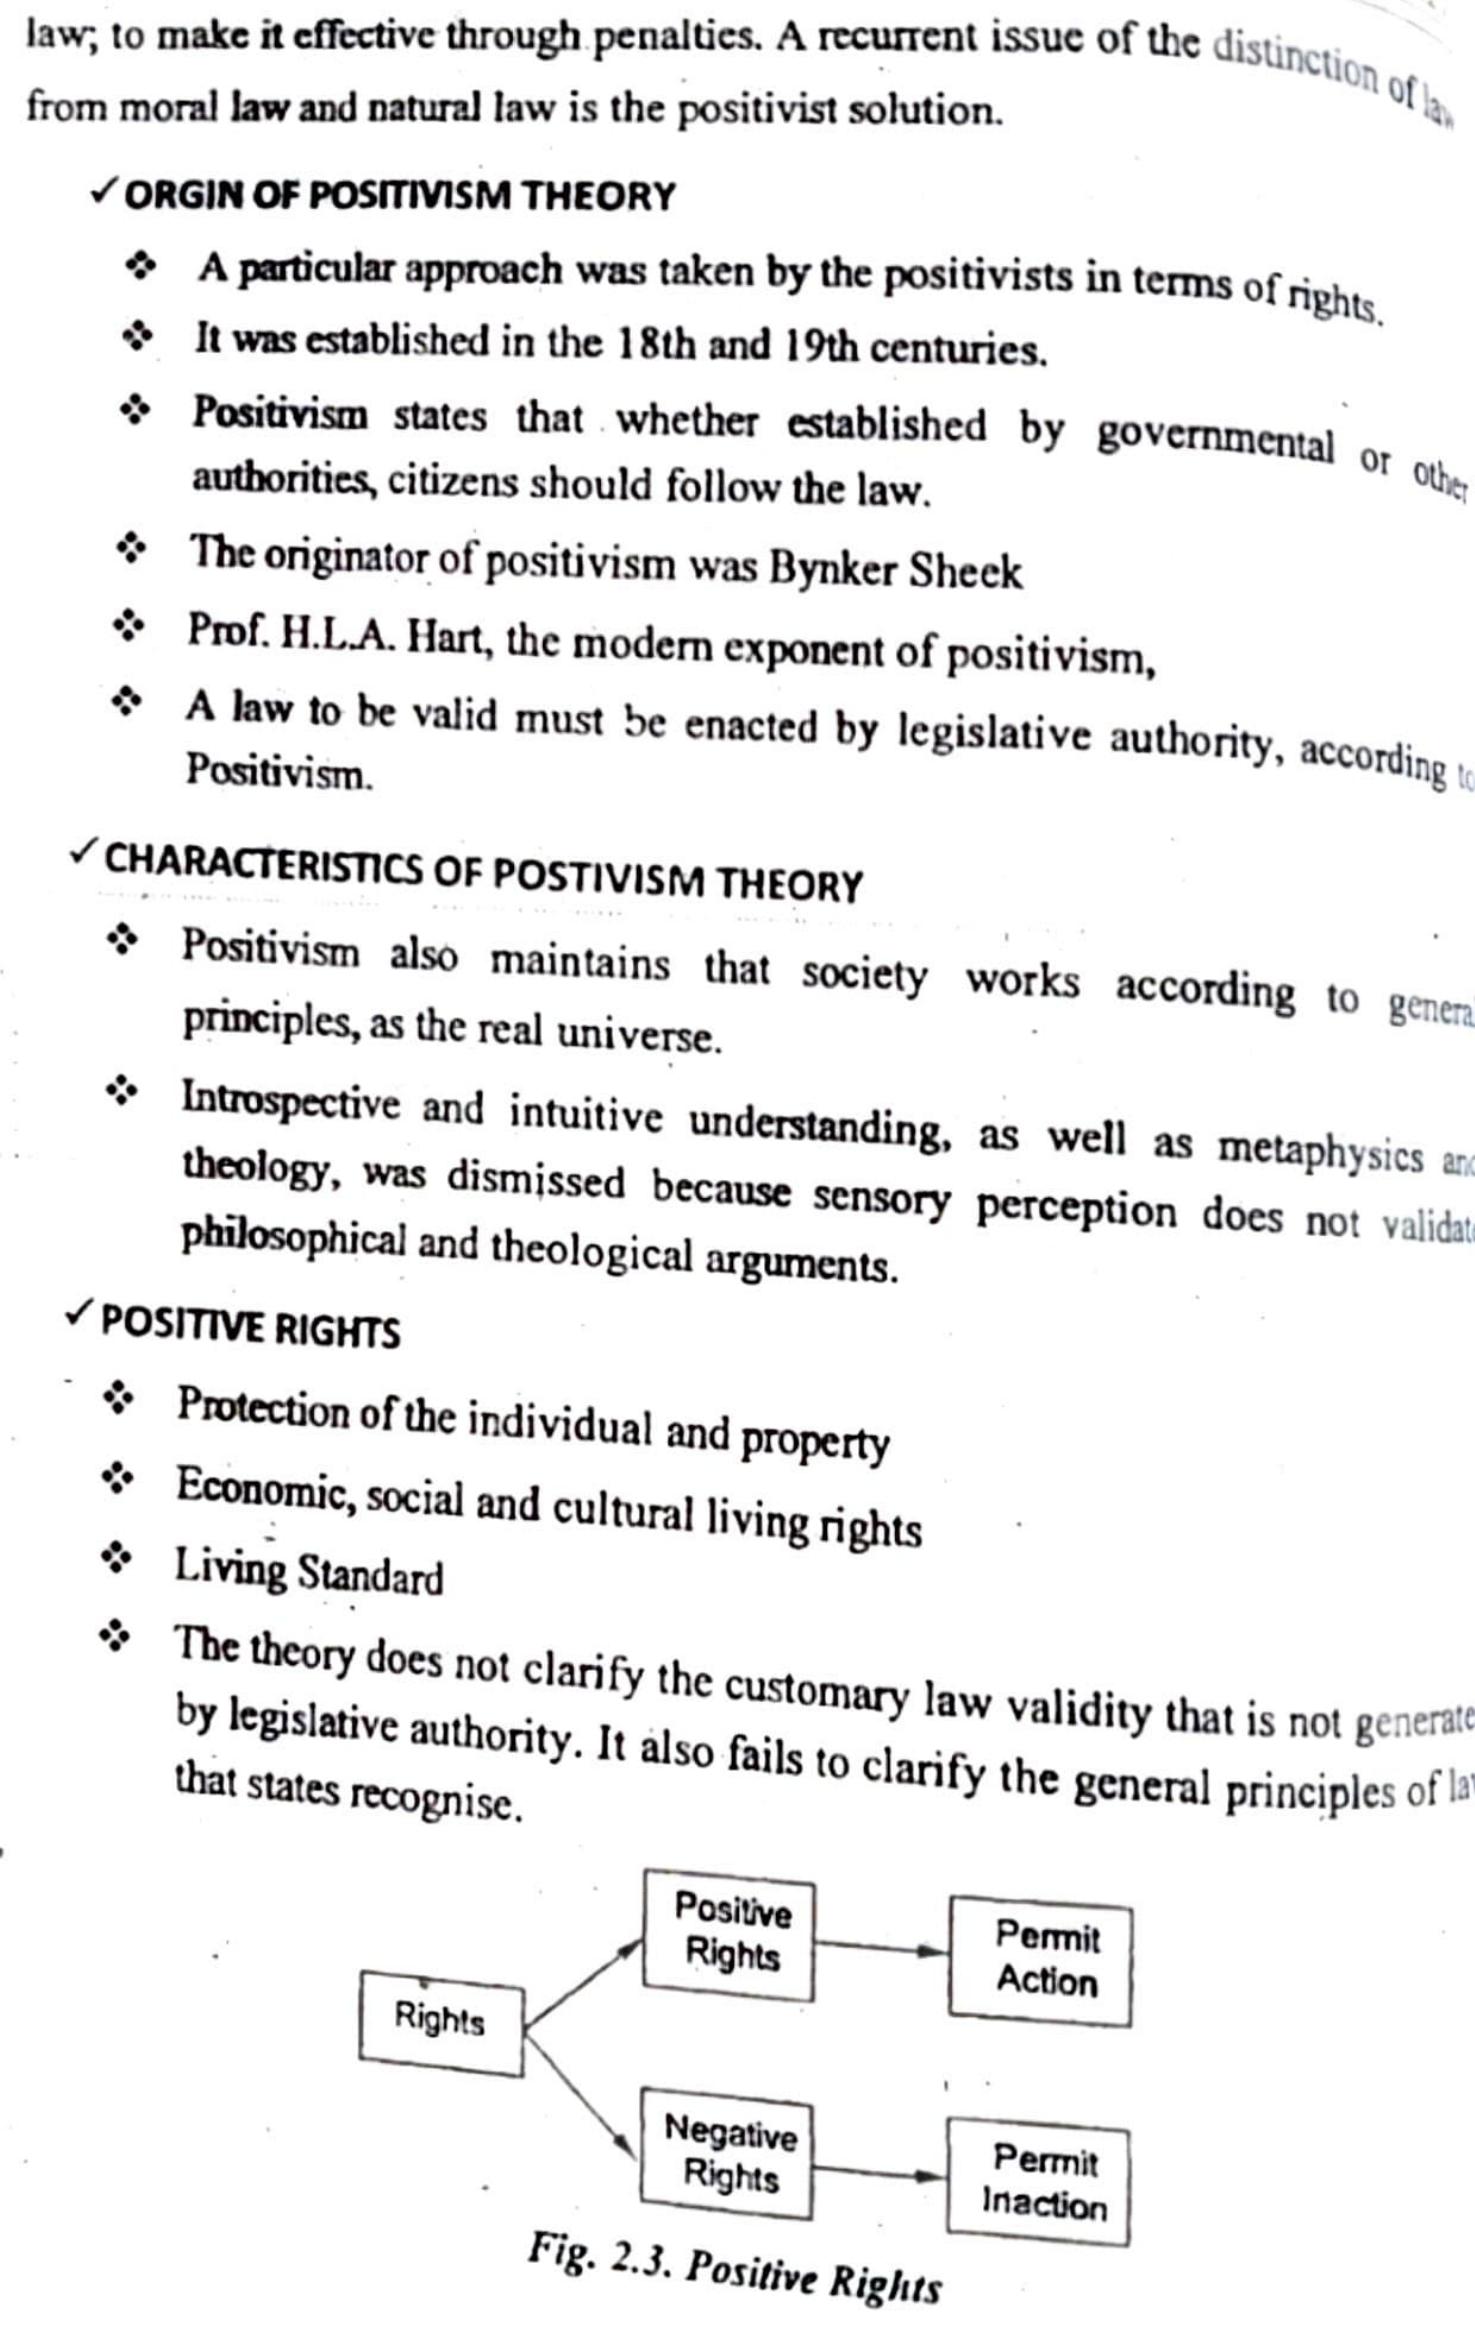 law; to make it effective through penalties. A recurrent issue of the distinction of law
from moral law and natural law is the positivist solution.
✓ ORGIN OF POSITIVISM THEORY
❖ A particular approach was taken by the positivists in terms of rights.
❖ It was established in the 18th and 19th centuries.
❖ Positivism states that whether established by governmental or other
authorities, citizens should follow the law.
❖ The originator of positivism was Bynker Sheek
❖ Prof. H.L.A. Hart, the modern exponent of positivism,
❖ A law to be valid must be enacted by legislative authority, according to
Positivism.
✓ CHARACTERISTICS OF POSTIVISM THEORY
❖ Positivism also maintains that society works according to general
principles, as the real universe.
❖ Introspective and intuitive understanding, as well as metaphysics and
theology, was dismissed because sensory perception does not validate
philosophical and theological arguments.
✓ POSITIVE RIGHTS
❖ Protection of the individual and property
❖ Economic, social and cultural living rights
❖ Living Standard
❖ The theory does not clarify the customary law validity that is not generate
by legislative authority. It also fails to clarify the general principles of la
that states recognise.
Positive
Rights
Permit
Action
Rights
Negative
Rights
Permit
Inaction
Fig. 2.3. Positive Rights